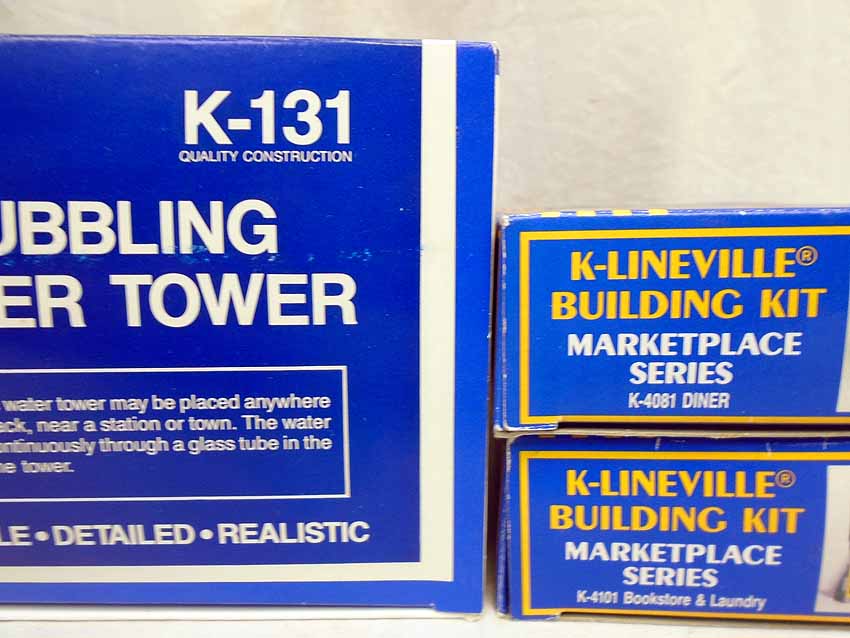 K-131
QUALITY CONSTRUCTION
UBBLING
ER TOWER
water tower may be placed anywhere
ack, near a station or town. The water
ontinuously through a glass tube in the
e tower.
LE • DETAILED • REALISTIC
K-LINEVILLE®
BUILDING KIT
MARKETPLACE
SERIES
K-4081 DINER
K-LINEVILLE®
BUILDING KIT
MARKETPLACE
SERIES
K-4101 Bookstore & Laundry